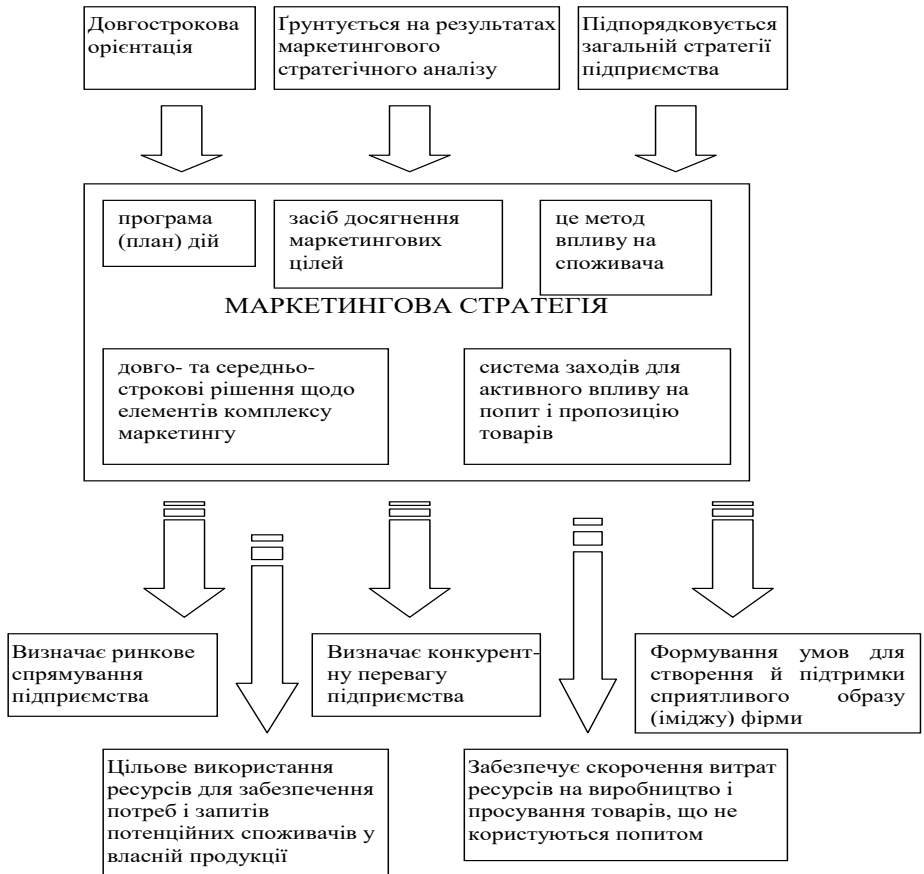 Довгострокова
орієнтація
Ґрунтується на результатах
маркетингового
стратегічного аналізу
Підпорядковується
загальній стратегії
підприємства
програма
(план) дій
засіб досягнення
маркетингових
цілей
це метод
впливу на
споживача
МАРКЕТИНГОВА СТРАТЕГІЯ
довго- та середньо-
строкові рішення щодо
елементів комплексу
маркетингу
система заходів для
активного впливу на
попит і пропозицію
товарів
Визначає ринкове
спрямування
підприємства
Визначає конкурент-
ну перевагу
підприємства
Формування умов для
створення й підтримки
сприятливого образу
(іміджу) фірми
Цільове використання
ресурсів для забезпечення
потреб і запитів
потенційних споживачів у
власній продукції
Забезпечує скорочення витрат
ресурсів на виробництво і
просування товарів, що не
користуються попитом